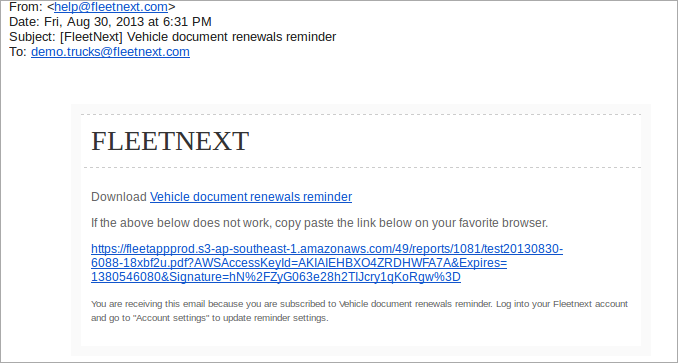 From: <help@fleetnext.com>
Date: Fri, Aug 30, 2013 at 6:31 PM
Subject: [FleetNext] Vehicle document renewals reminder
To: demo.trucks@fleetnext.com
FLEETNEXT
Download Vehicle document renewals reminder
If the above below does not work, copy paste the link below on your favorite browser.
https://fleetappprod.s3-ap-southeast-1.amazonaws.com/49/reports/1081/test20130830-
6088-18xbf2u.pdf?AWSAccessKeyId=AKIAIEHBXO4ZRDHWFA7A&Expires=
1380546080&Signature=hN%2FZyG063e28h2TlJcry1qKoRgw%3D
You are receiving this email because you are subscribed to Vehicle document renewals reminder. Log into your Fleetnext account
and go to "Account settings" to update reminder settings.